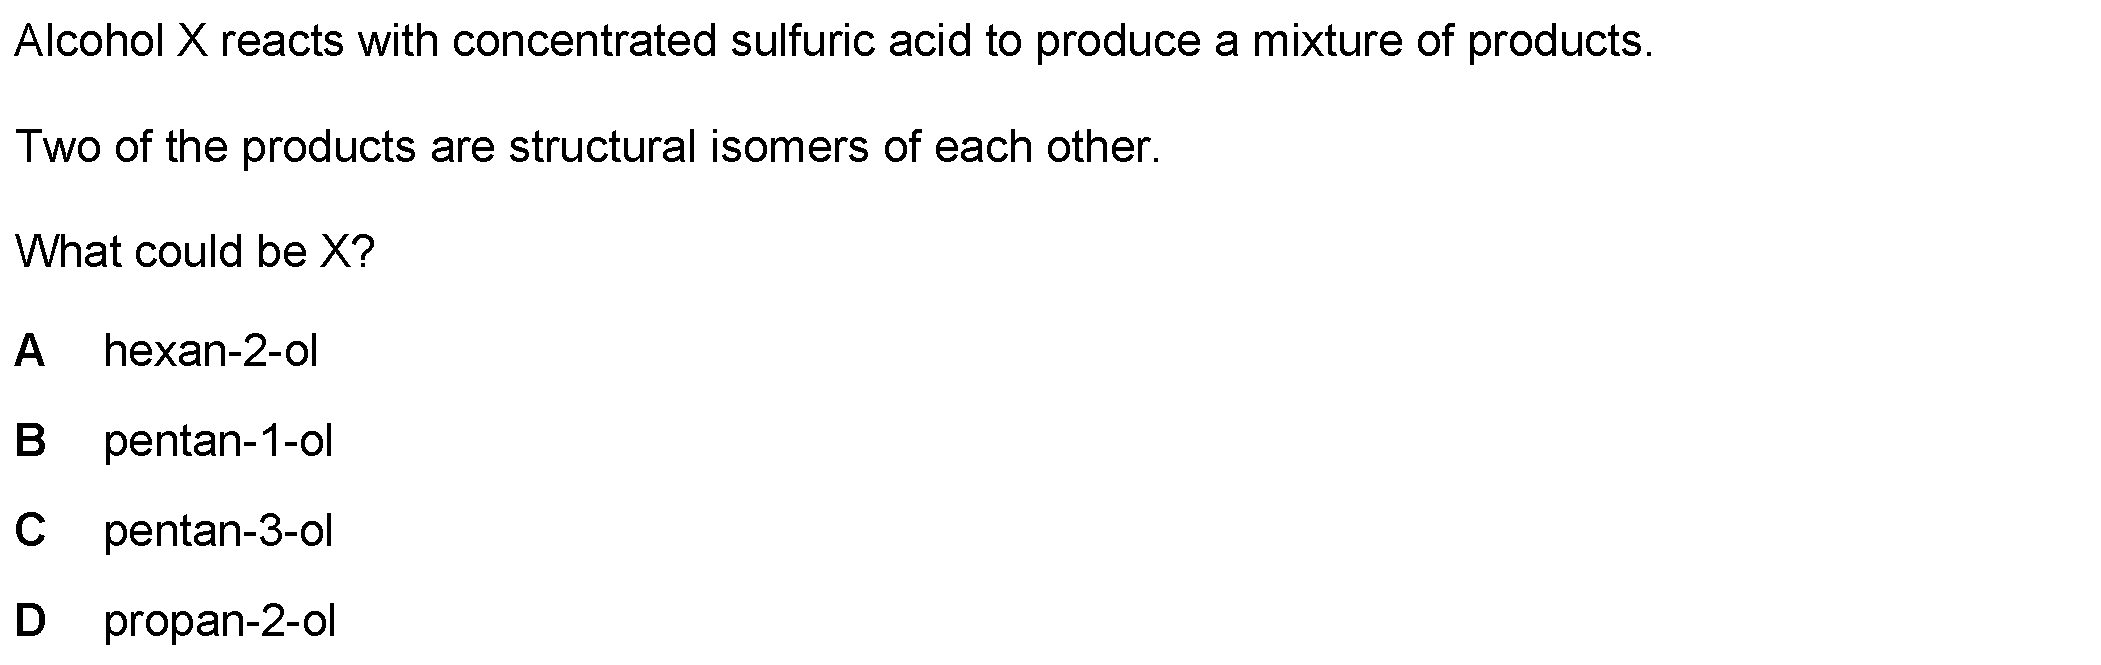 Alcohol X reacts with concentrated sulfuric acid to produce a mixture of products.
Two of the products are structural isomers of each other.
What could be X?
A hexan-2-ol
B pentan-1-ol
C pentan-3-ol
D propan-2-ol